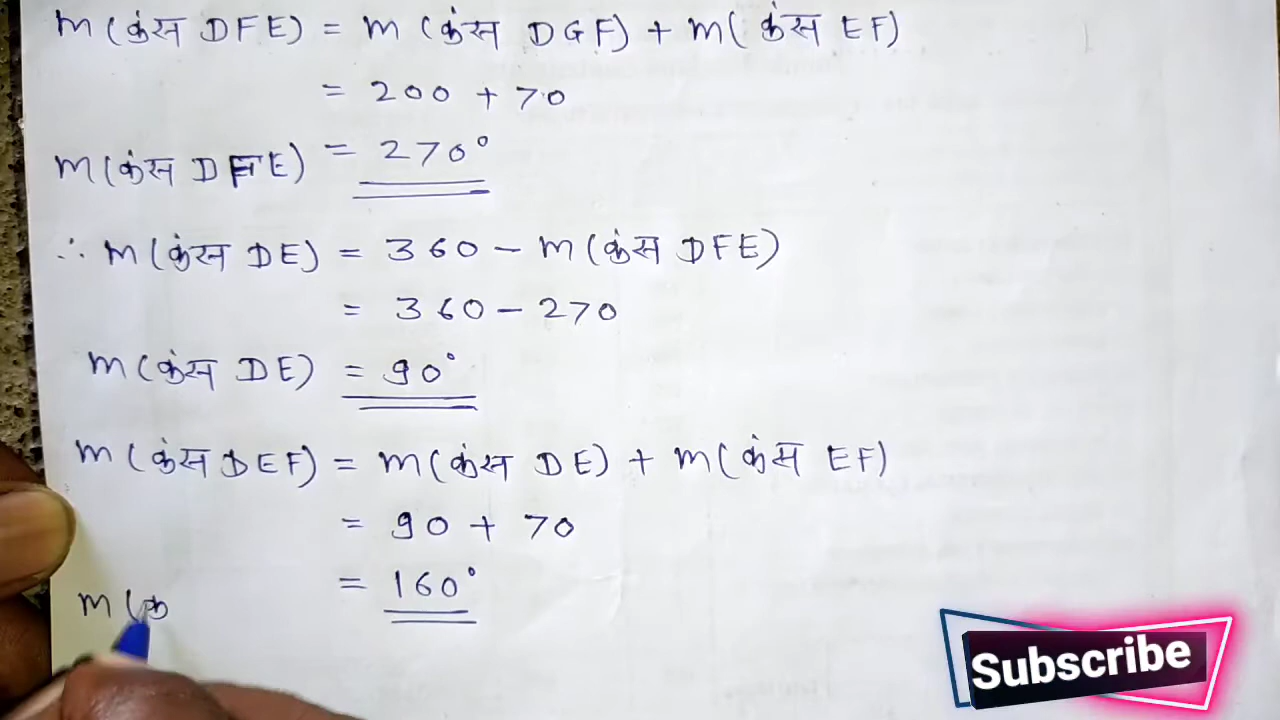 m (कंस DFE) = m (कंस DGF) + m( कंस EF)
= 200 + 70
m (कंस DFE) = 270°
∴ m (कंस DE) = 360 - m (कंस DFE)
= 360 - 270
m (कंस DE) = 90°
m (कंस DEF) = m (कंस DE) + m (कंस EF)
= 90 + 70
= 160°
m (क
Subscribe